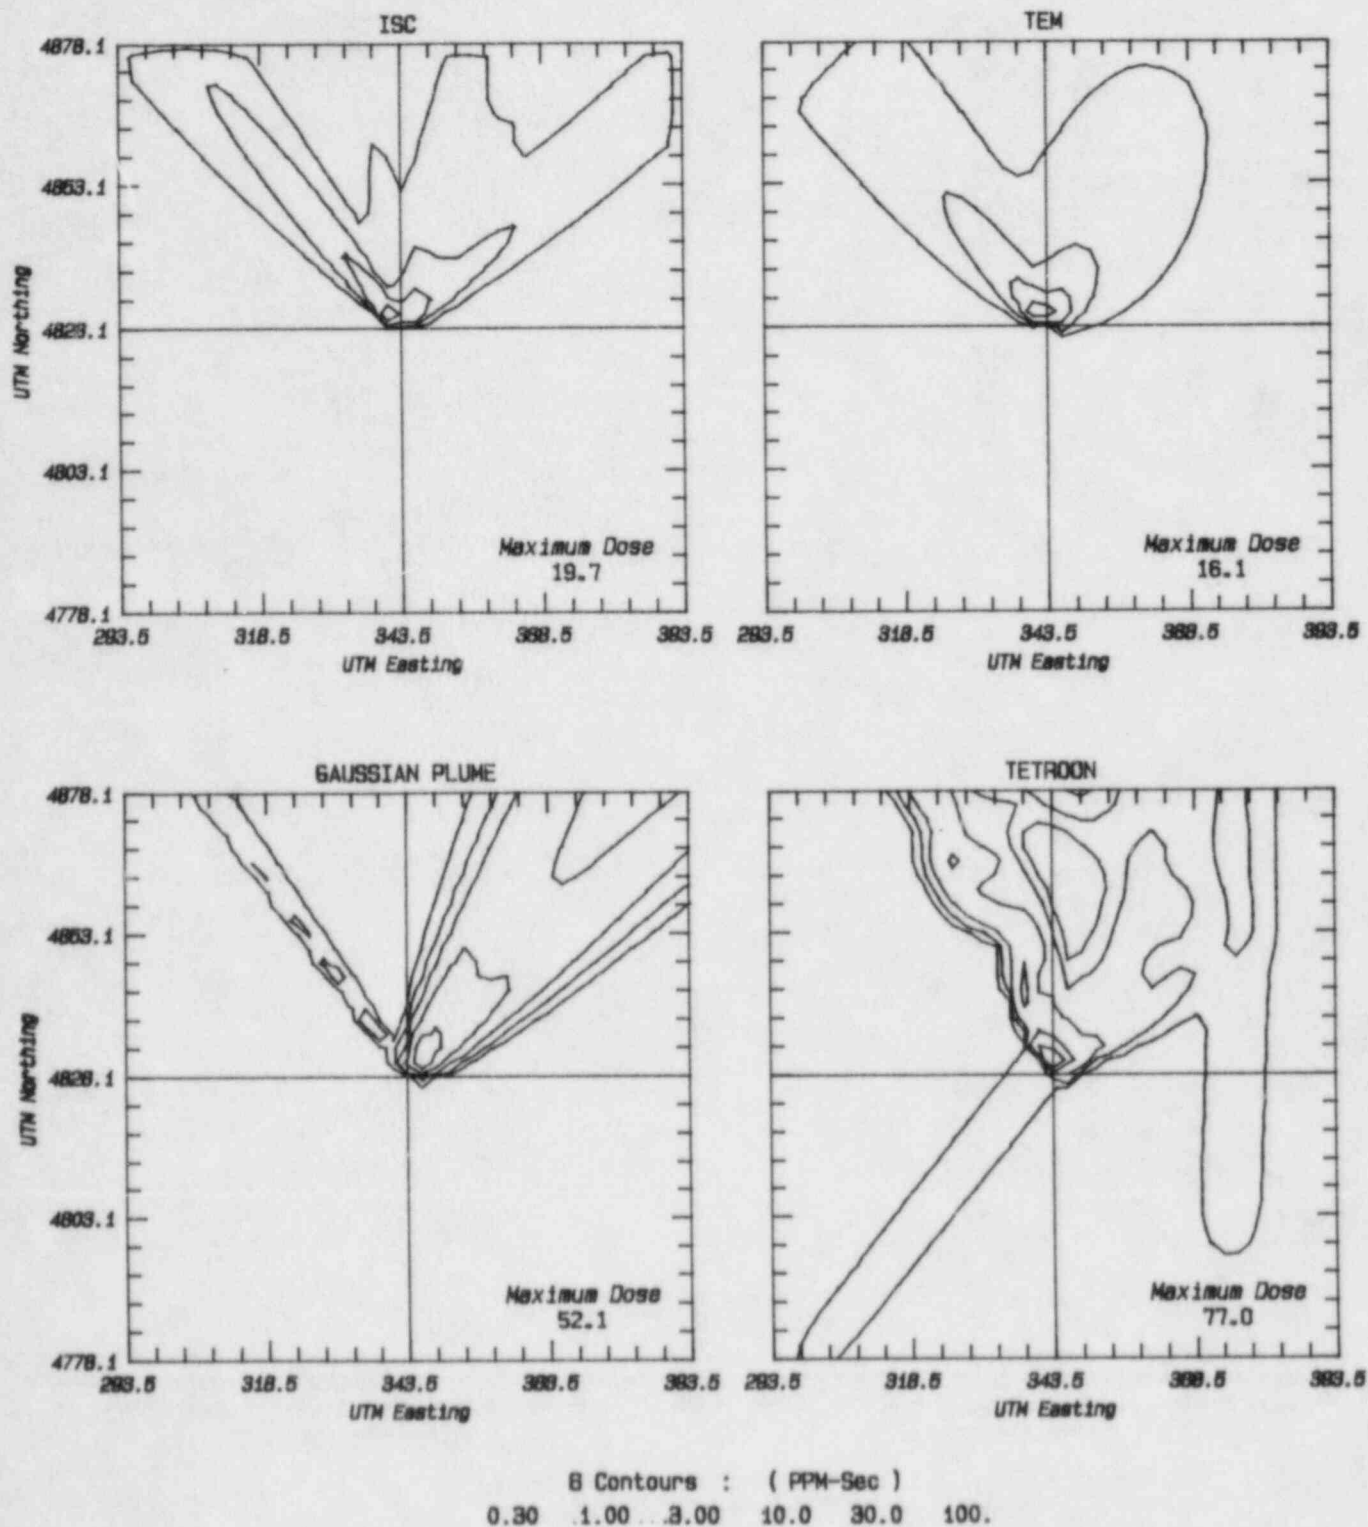 ISC
TEM
4878.1
4853.1
4828.1
4803.1
4778.1
UTM Northing
Maximum Dose
19.7
Maximum Dose
16.1
293.5 318.5 343.5 368.5 393.5
293.5 318.5 343.5 368.5 393.5
UTM Easting
UTM Easting
GAUSSIAN PLUME
TETROON
4878.1
4853.1
4828.1
4803.1
4778.1
UTM Northing
Maximum Dose
52.1
Maximum Dose
77.0
293.5 318.5 343.5 368.5 393.5
293.5 318.5 343.5 368.5 393.5
UTM Easting
UTM Easting
6 Contours : ( PPM-Sec )
0.30 1.00 3.00 10.0 30.0 100.